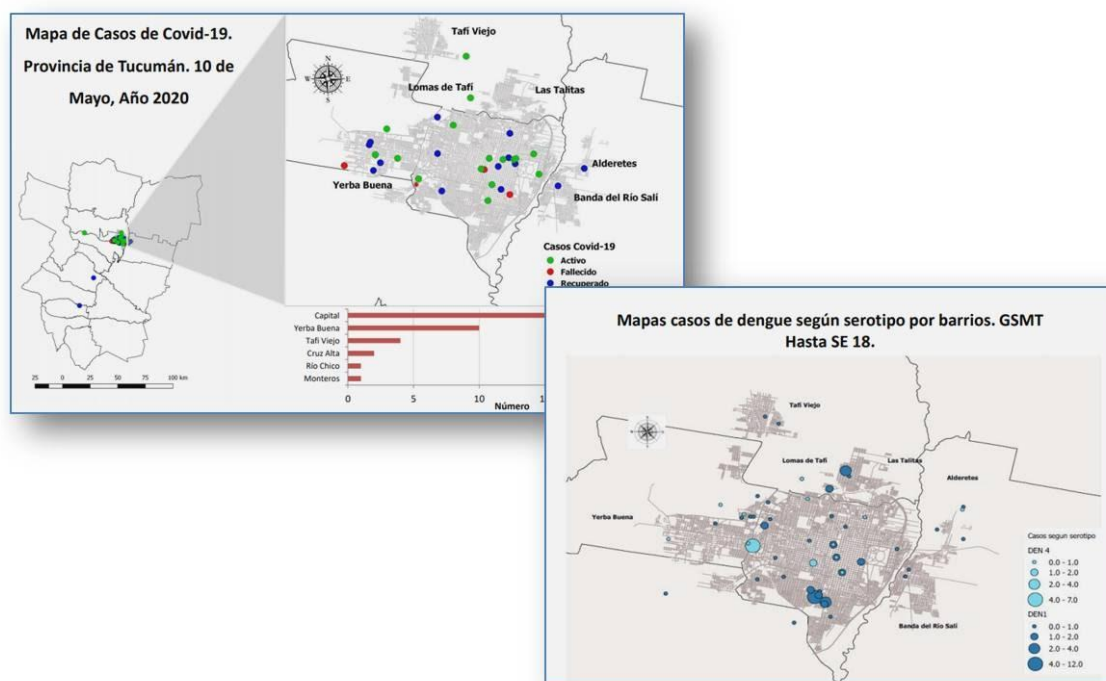 Mapa de Casos de Covid-19.
Provincia de Tucumán. 10 de
Mayo, Año 2020
N
W
E
S
Tafí Viejo
Lomas de Tafí
Las Talitas
Alderetes
Yerba Buena
Banda del Río Salí
Casos Covid-19
Activo
Fallecido
Recuperado
25 0 25 50 75 100 km
Capital
Yerba Buena
Tafi Viejo
Cruz Alta
Río Chico
Monteros
0 5 10
Número
Mapas casos de dengue según serotipo por barrios. GSMT
Hasta SE 18.
Tafí Viejo
Lomas de Tafí
Las Talitas
Alderetes
Yerba Buena
Banda del Río Salí
Casos segun serotipo
DEN 4
0.0 - 1.0
1.0 - 2.0
2.0 - 4.0
4.0 - 7.0
DEN1
0.0 - 1.0
1.0 - 2.0
2.0 - 4.0
4.0 - 12.0